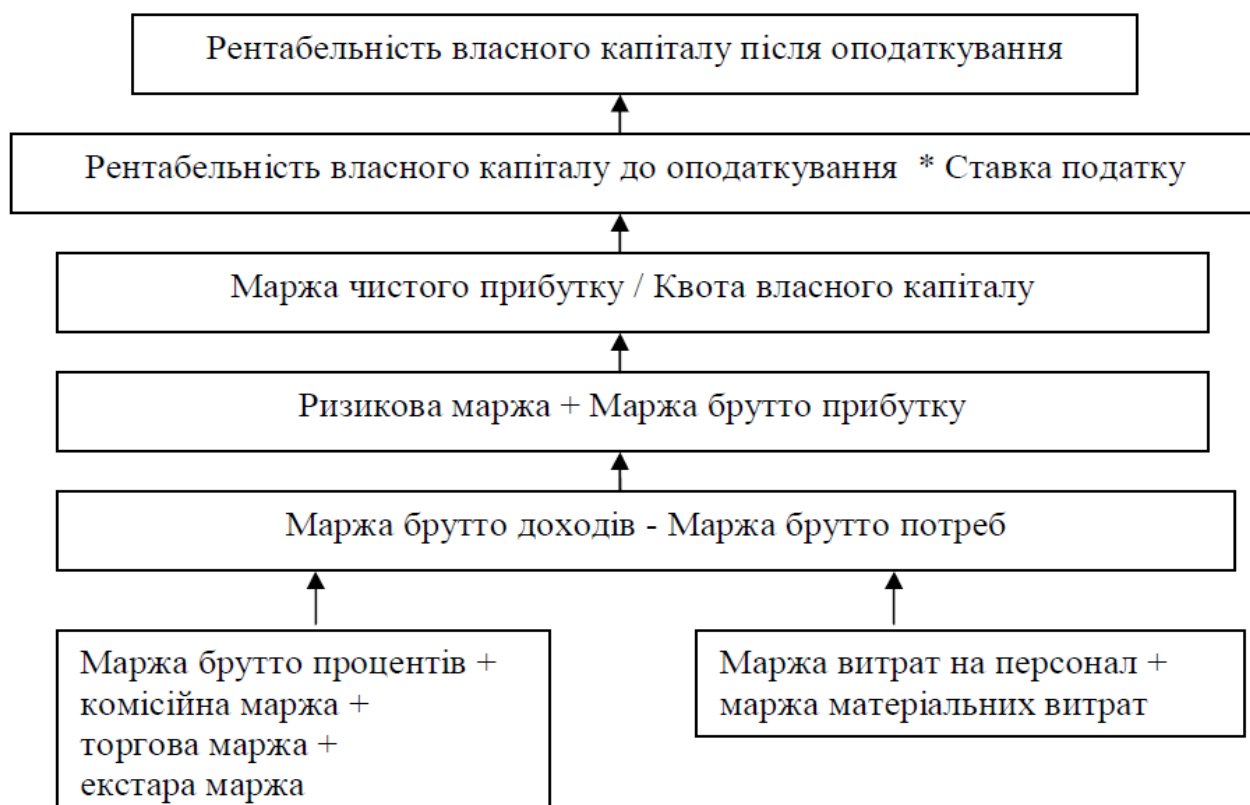 Рентабельність власного капіталу після оподаткування
Рентабельність власного капіталу до оподаткування * Ставка податку
Маржа чистого прибутку / Квота власного капіталу
Ризикова маржа + Маржа брутто прибутку
Маржа брутто доходів - Маржа брутто потреб
Маржа брутто процентів +
комісійна маржа +
торгова маржа +
екстара маржа
Маржа витрат на персонал +
маржа матеріальних витрат